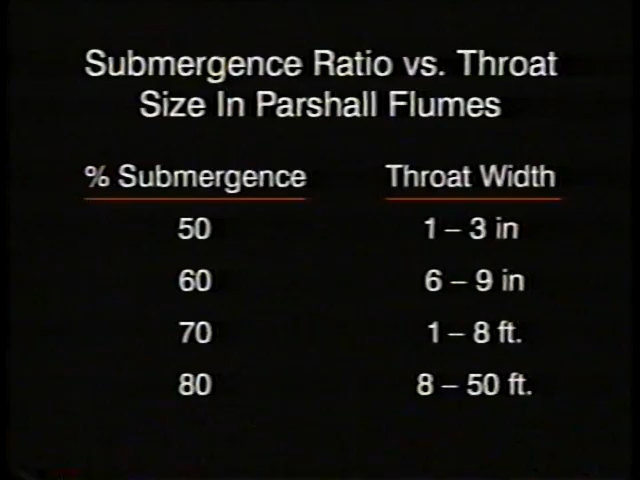 Submergence Ratio vs. Throat
Size In Parshall Flumes
% Submergence Throat Width
50 1 – 3 in
60 6 – 9 in
70 1 – 8 ft.
80 8 – 50 ft.